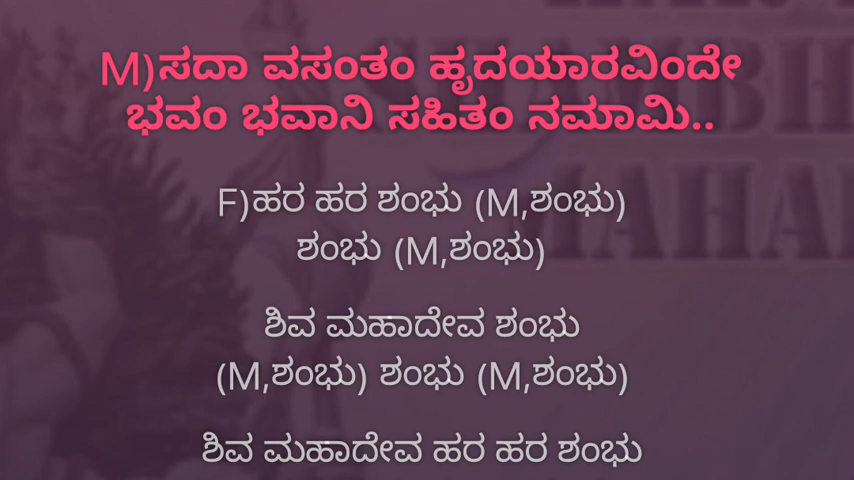 M)ಸದಾ ವಸಂತಂ ಹೃದಯಾರವಿಂದೇ
ಭವಂ ಭವಾನಿ ಸಹಿತಂ ನಮಾಮಿ..
F)ಹರ ಹರ ಶಂಭು (M,ಶಂಭು)
ಶಂಭು (M,ಶಂಭು)
ಶಿವ ಮಹಾದೇವ ಶಂಭು
(M,ಶಂಭು) ಶಂಭು (M,ಶಂಭು)
ಶಿವ ಮಹಾದೇವ ಹರ ಹರ ಶಂಭು